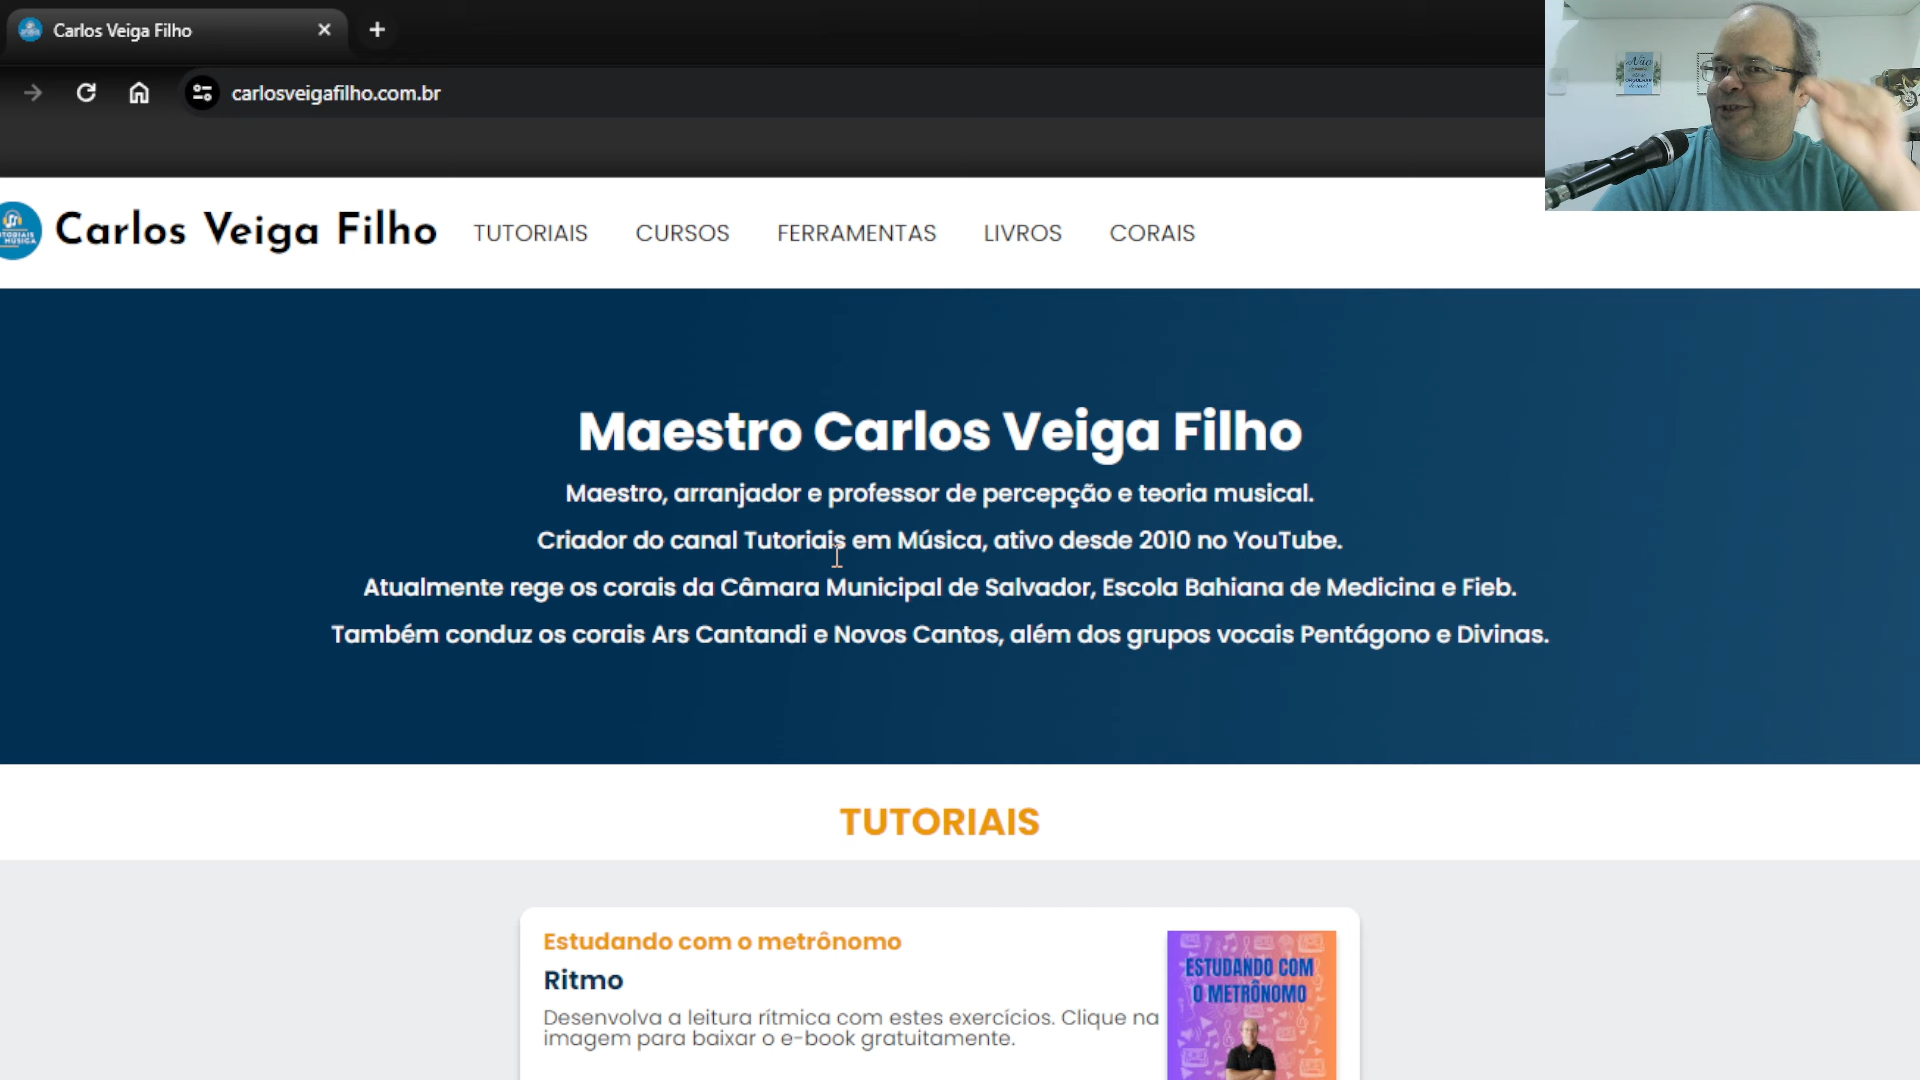 Carlos Veiga Filho
carlosveigafilho.com.br
Carlos Veiga Filho
TUTORIAIS
CURSOS
FERRAMENTAS
LIVROS
CORAIS
Maestro Carlos Veiga Filho
Maestro, arranjador e professor de percepção e teoria musical.
Criador do canal Tutoriais em Música, ativo desde 2010 no YouTube.
Atualmente rege os corais da Câmara Municipal de Salvador, Escola Bahiana de Medicina e Fieb.
Também conduz os corais Ars Cantandi e Novos Cantos, além dos grupos vocais Pentágono e Divinas.
TUTORIAIS
Estudando com o metrônomo
Ritmo
Desenvolva a leitura rítmica com estes exercícios. Clique na
imagem para baixar o e-book gratuitamente.
ESTUDANDO COM
O METRÔNOMO